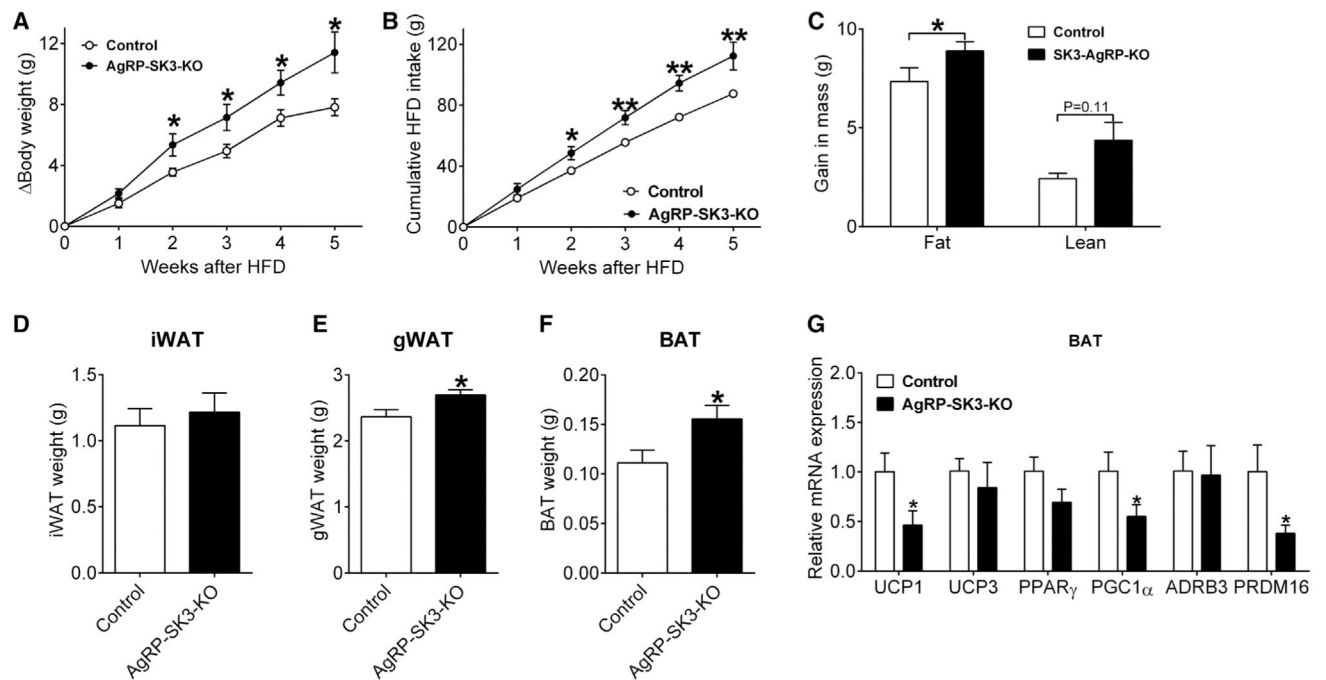 A
ΔBody weight (g)
12
8
4
0
Control
AgRP-SK3-KO
*
*
*
*
0 1 2 3 4 5
Weeks after HFD
B
Cumulative HFD intake (g)
120
80
40
0
*
**
**
**
Control
AgRP-SK3-KO
0 1 2 3 4 5
Weeks after HFD
C
Gain in mass (g)
10
5
0
Control
SK3-AgRP-KO
*
P=0.11
Fat Lean
D
iWAT
iWAT weight (g)
1.5
1.0
0.5
0.0
Control
AgRP-SK3-KO
E
gWAT
gWAT weight (g)
3
2
1
0
*
Control
AgRP-SK3-KO
F
BAT
BAT weight (g)
0.20
0.15
0.10
0.05
0.00
*
Control
AgRP-SK3-KO
G
BAT
Relative mRNA expression
2.0
1.5
1.0
0.5
0.0
Control
AgRP-SK3-KO
*
*
*
UCP1 UCP3 PPARγ PGC1α ADRB3 PRDM16